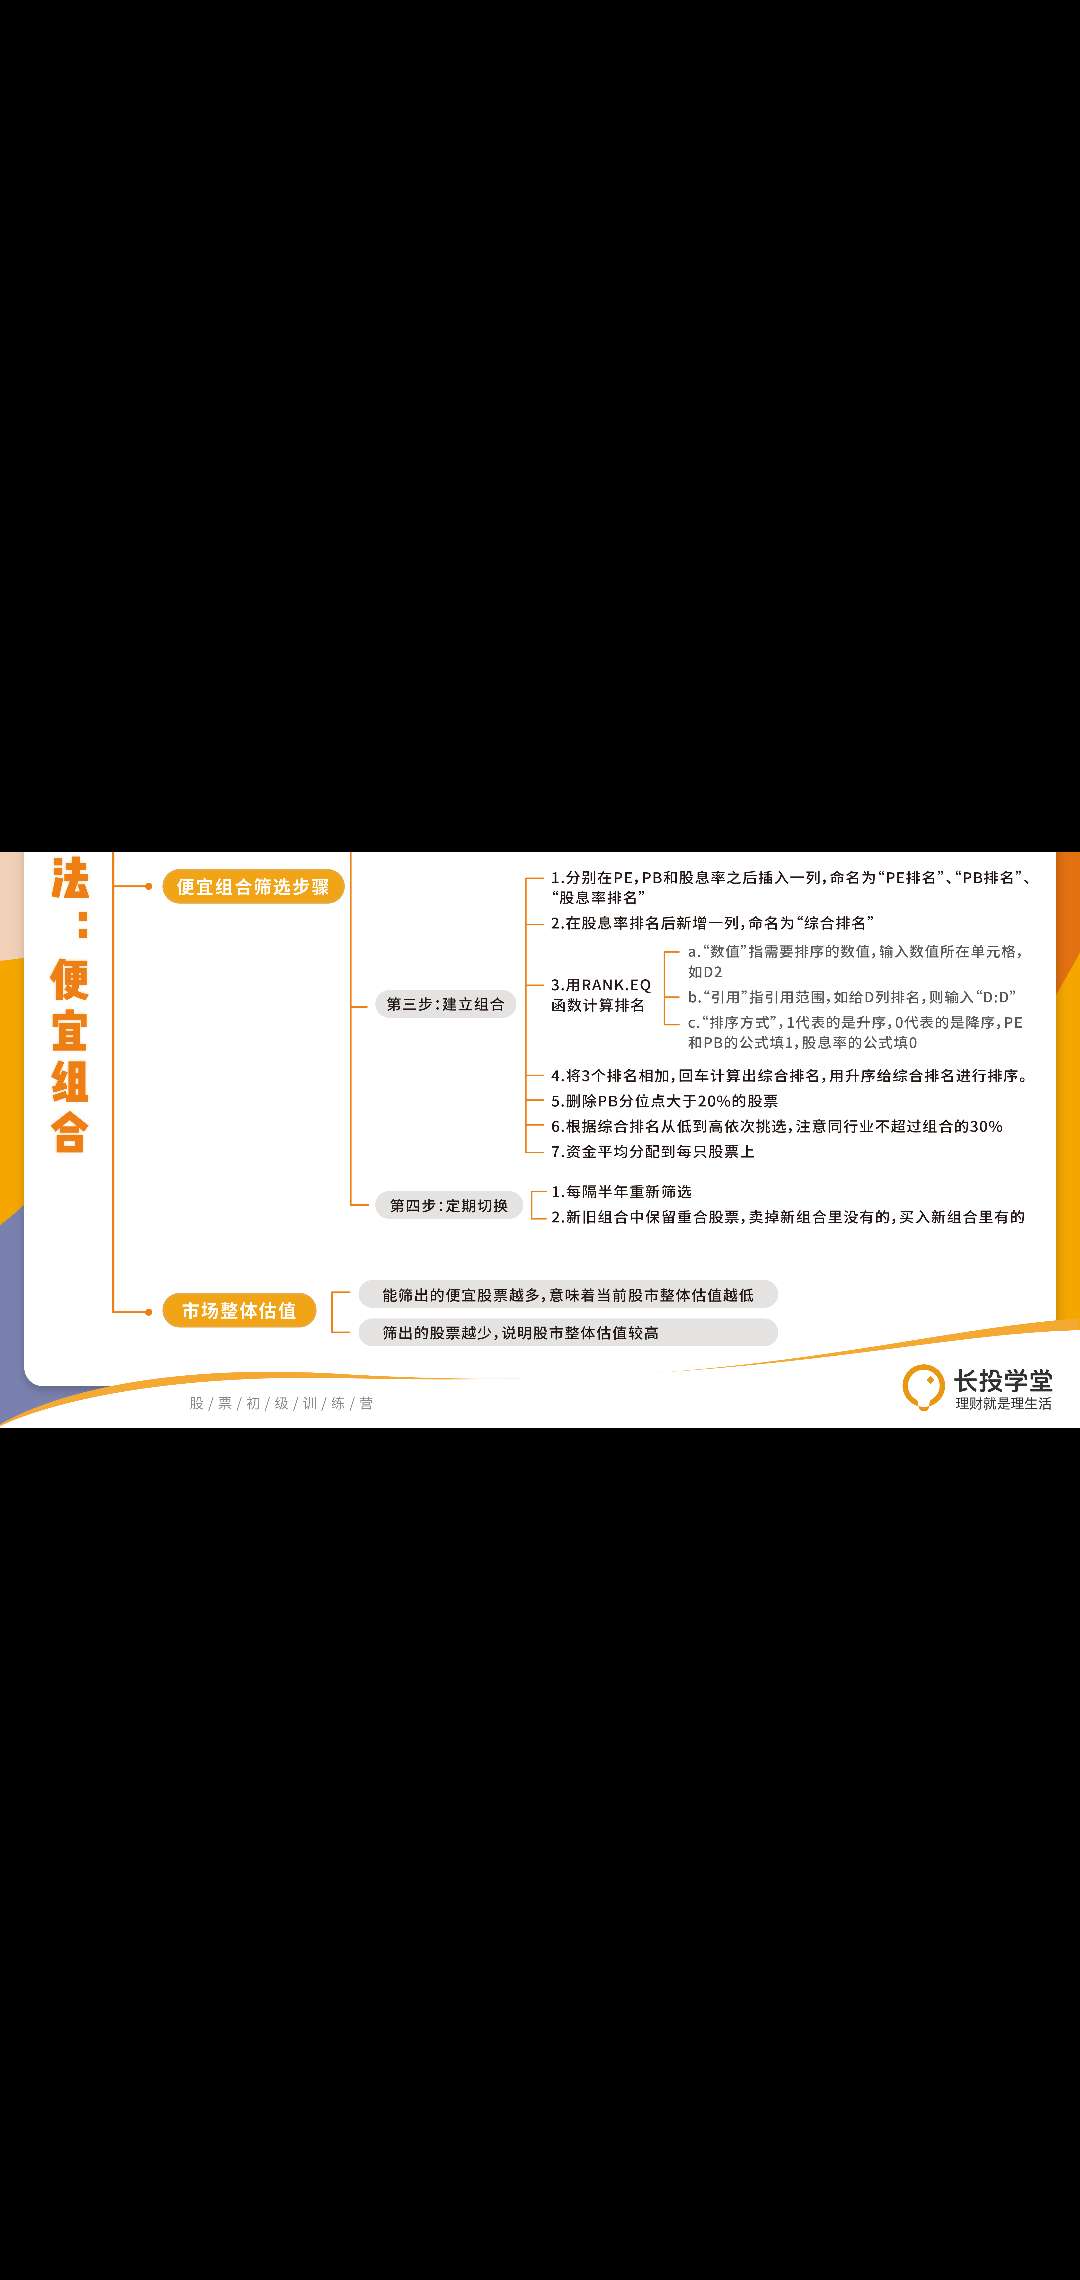 法：便宜组合
便宜组合筛选步骤
第三步:建立组合
1.分别在PE,PB和股息率之后插入一列,命名为“PE排名”、“PB排名”、
“股息率排名”
2.在股息率排名后新增一列,命名为“综合排名”
3.用RANK.EQ
函数计算排名
a.“数值”指需要排序的数值,输入数值所在单元格,
如D2
b.“引用”指引用范围,如给D列排名,则输入“D:D”
c.“排序方式”,1代表的是升序,0代表的是降序,PE
和PB的公式填1,股息率的公式填0
4.将3个排名相加,回车计算出综合排名,用升序给综合排名进行排序。
5.删除PB分位点大于20%的股票
6.根据综合排名从低到高依次挑选,注意同行业不超过组合的30%
7.资金平均分配到每只股票上
第四步:定期切换
1.每隔半年重新筛选
2.新旧组合中保留重合股票,卖掉新组合里没有的,买入新组合里有的
市场整体估值
能筛出的便宜股票越多,意味着当前股市整体估值越低
筛出的股票越少,说明股市整体估值较高
股/票/初/级/训/练/营
长投学堂
理财就是理生活